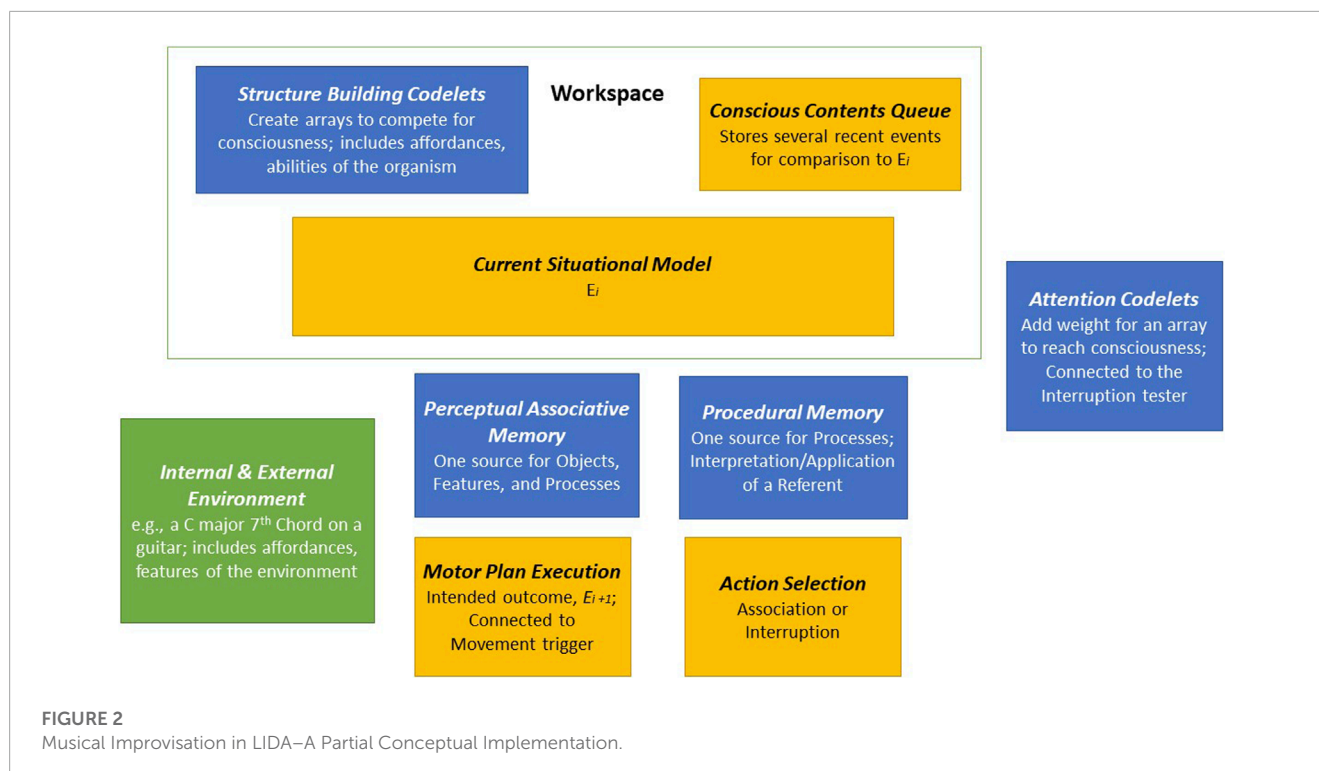 Structure Building Codelets
Create arrays to compete for
consciousness; includes affordances,
abilities of the organism
Workspace
Conscious Contents Queue
Stores several recent events
for comparison to Ei
Current Situational Model
Ei
Attention Codelets
Add weight for an array
to reach consciousness;
Connected to the
Interruption tester
Perceptual Associative
Memory
One source for Objects,
Features, and Processes
Procedural Memory
One source for Processes;
Interpretation/Application
of a Referent
Internal & External
Environment
e.g., a C major 7th Chord on a
guitar; includes affordances,
features of the environment
Motor Plan Execution
Intended outcome, Ei +1;
Connected to
Movement trigger
Action Selection
Association or
Interruption
FIGURE 2
Musical Improvisation in LIDA–A Partial Conceptual Implementation.